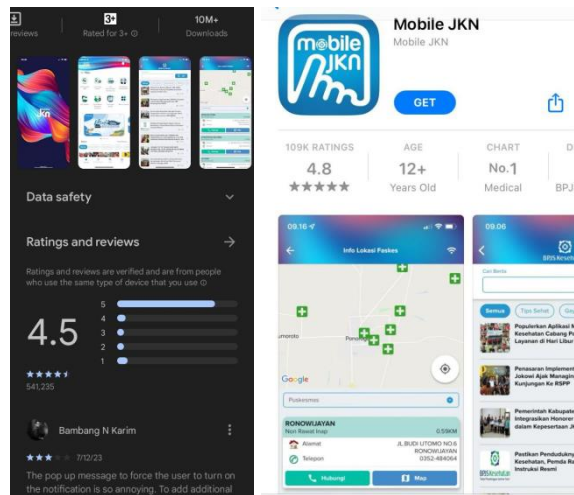 reviews
3+
Rated for 3+
10M+
Downloads
jkn
Data safety
Ratings and reviews
Ratings and reviews are verified and are from people
who use the same type of device that you use
4.5
5
4
3
2
1
541,235
Bambang N Karim
7/12/23
The pop up message to force the user to turn on
the notification is so annoying. To add additional
mobile
JKN
Mobile JKN
Mobile JKN
GET
109K RATINGS
4.8
AGE
12+
Years Old
CHART
No.1
Medical
D
BPJ
09.16
Info Lokasi Faskes
Google
Puskesmas
RONOWIJAYAN
Non Rawat Inap
0.59KM
Alamat
JL.BUDI UTOMO NO.6
RONOWIJAYAN
Telepon
0352-484064
Hubungi
Map
09.06
BPJS Kesehatan
Cari Berita
Semua
Tips Sehat
Populerkan Aplikasi M
Kesehatan Cabang Pa
Layanan di Hari Libur
Penasaran Implement
Jokowi Ajak Managing
Kunjungan Ke RSPP
Pemerintah Kabupate
Integrasikan Honorer
dalam Kepesertaan J
Pastikan Penduduknya
Kesehatan, Pemda Ra
Instruksi Resmi